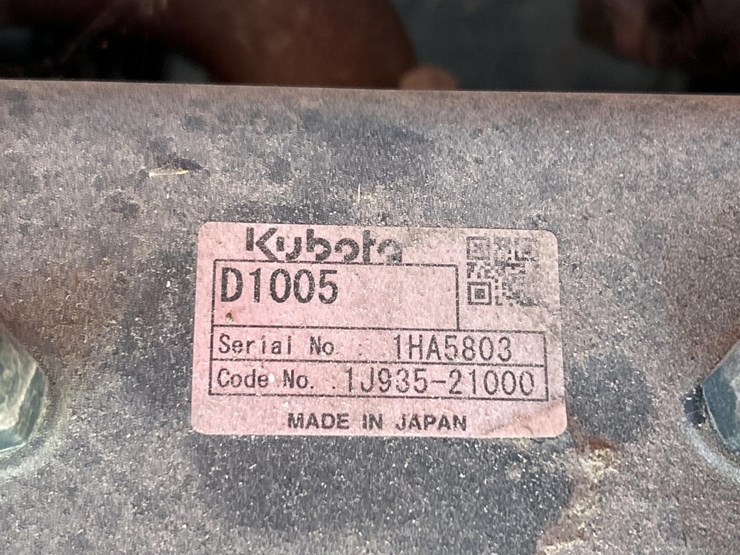 Kubota
D1005
Serial No. : 1HA5803
Code No. : 1J935-21000
MADE IN JAPAN